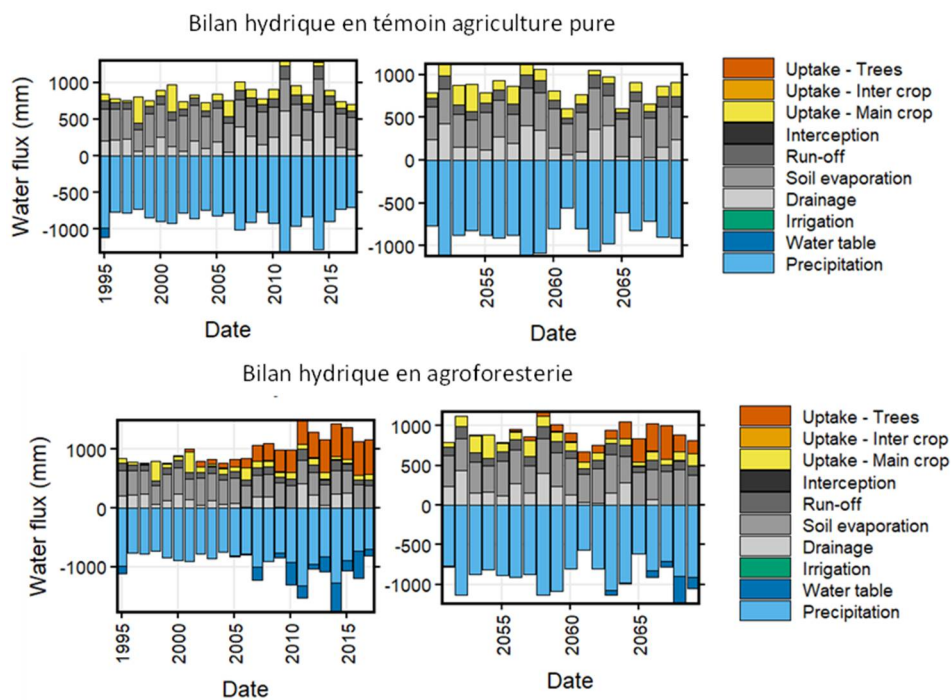 Bilan hydrique en témoin agriculture pure
Water flux (mm)
1000
500
0
-500
-1000
1995
2000
2005
2010
2015
Date
1000
500
0
-500
-1000
2055
2060
2065
Date
Uptake - Trees
Uptake - Inter crop
Uptake - Main crop
Interception
Run-off
Soil evaporation
Drainage
Irrigation
Water table
Precipitation
Bilan hydrique en agroforesterie
Water flux (mm)
1000
0
-1000
1995
2000
2005
2010
2015
Date
1000
500
0
-500
-1000
2055
2060
2065
Date
Uptake - Trees
Uptake - Inter crop
Uptake - Main crop
Interception
Run-off
Soil evaporation
Drainage
Irrigation
Water table
Precipitation